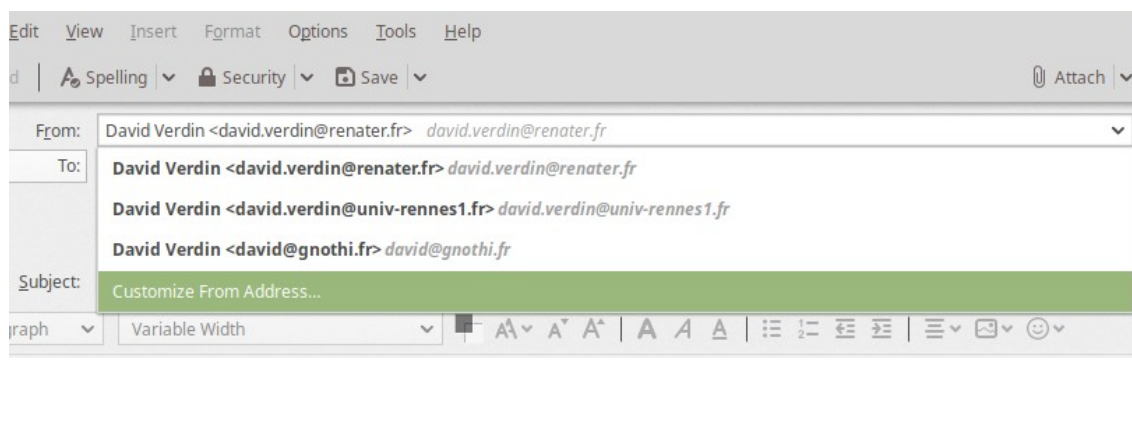 Edit View Insert Format Options Tools Help
d Spelling Security Save Attach
From: David Verdin <david.verdin@renater.fr> david.verdin@renater.fr
To: David Verdin <david.verdin@renater.fr> david.verdin@renater.fr
David Verdin <david.verdin@univ-rennes1.fr> david.verdin@univ-rennes1.fr
David Verdin <david@gnothi.fr> david@gnothi.fr
Subject: Customize From Address...
graph Variable Width